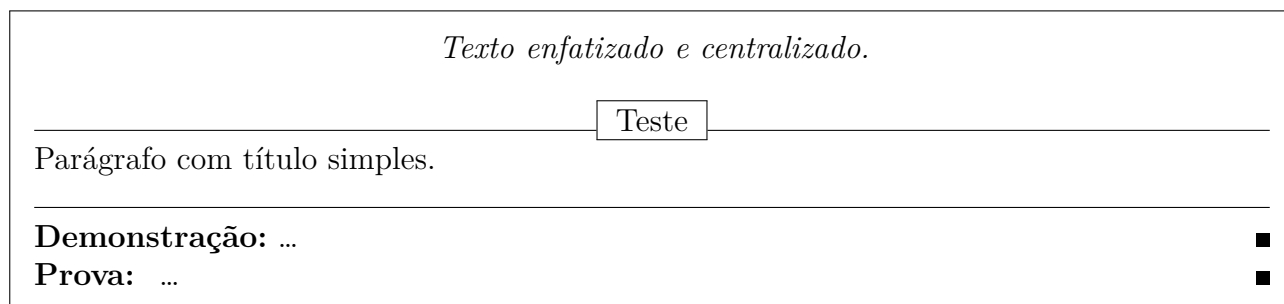 Texto enfatizado e centralizado.
Teste
Parágrafo com título simples.
Demonstração: … ■
Prova: … ■